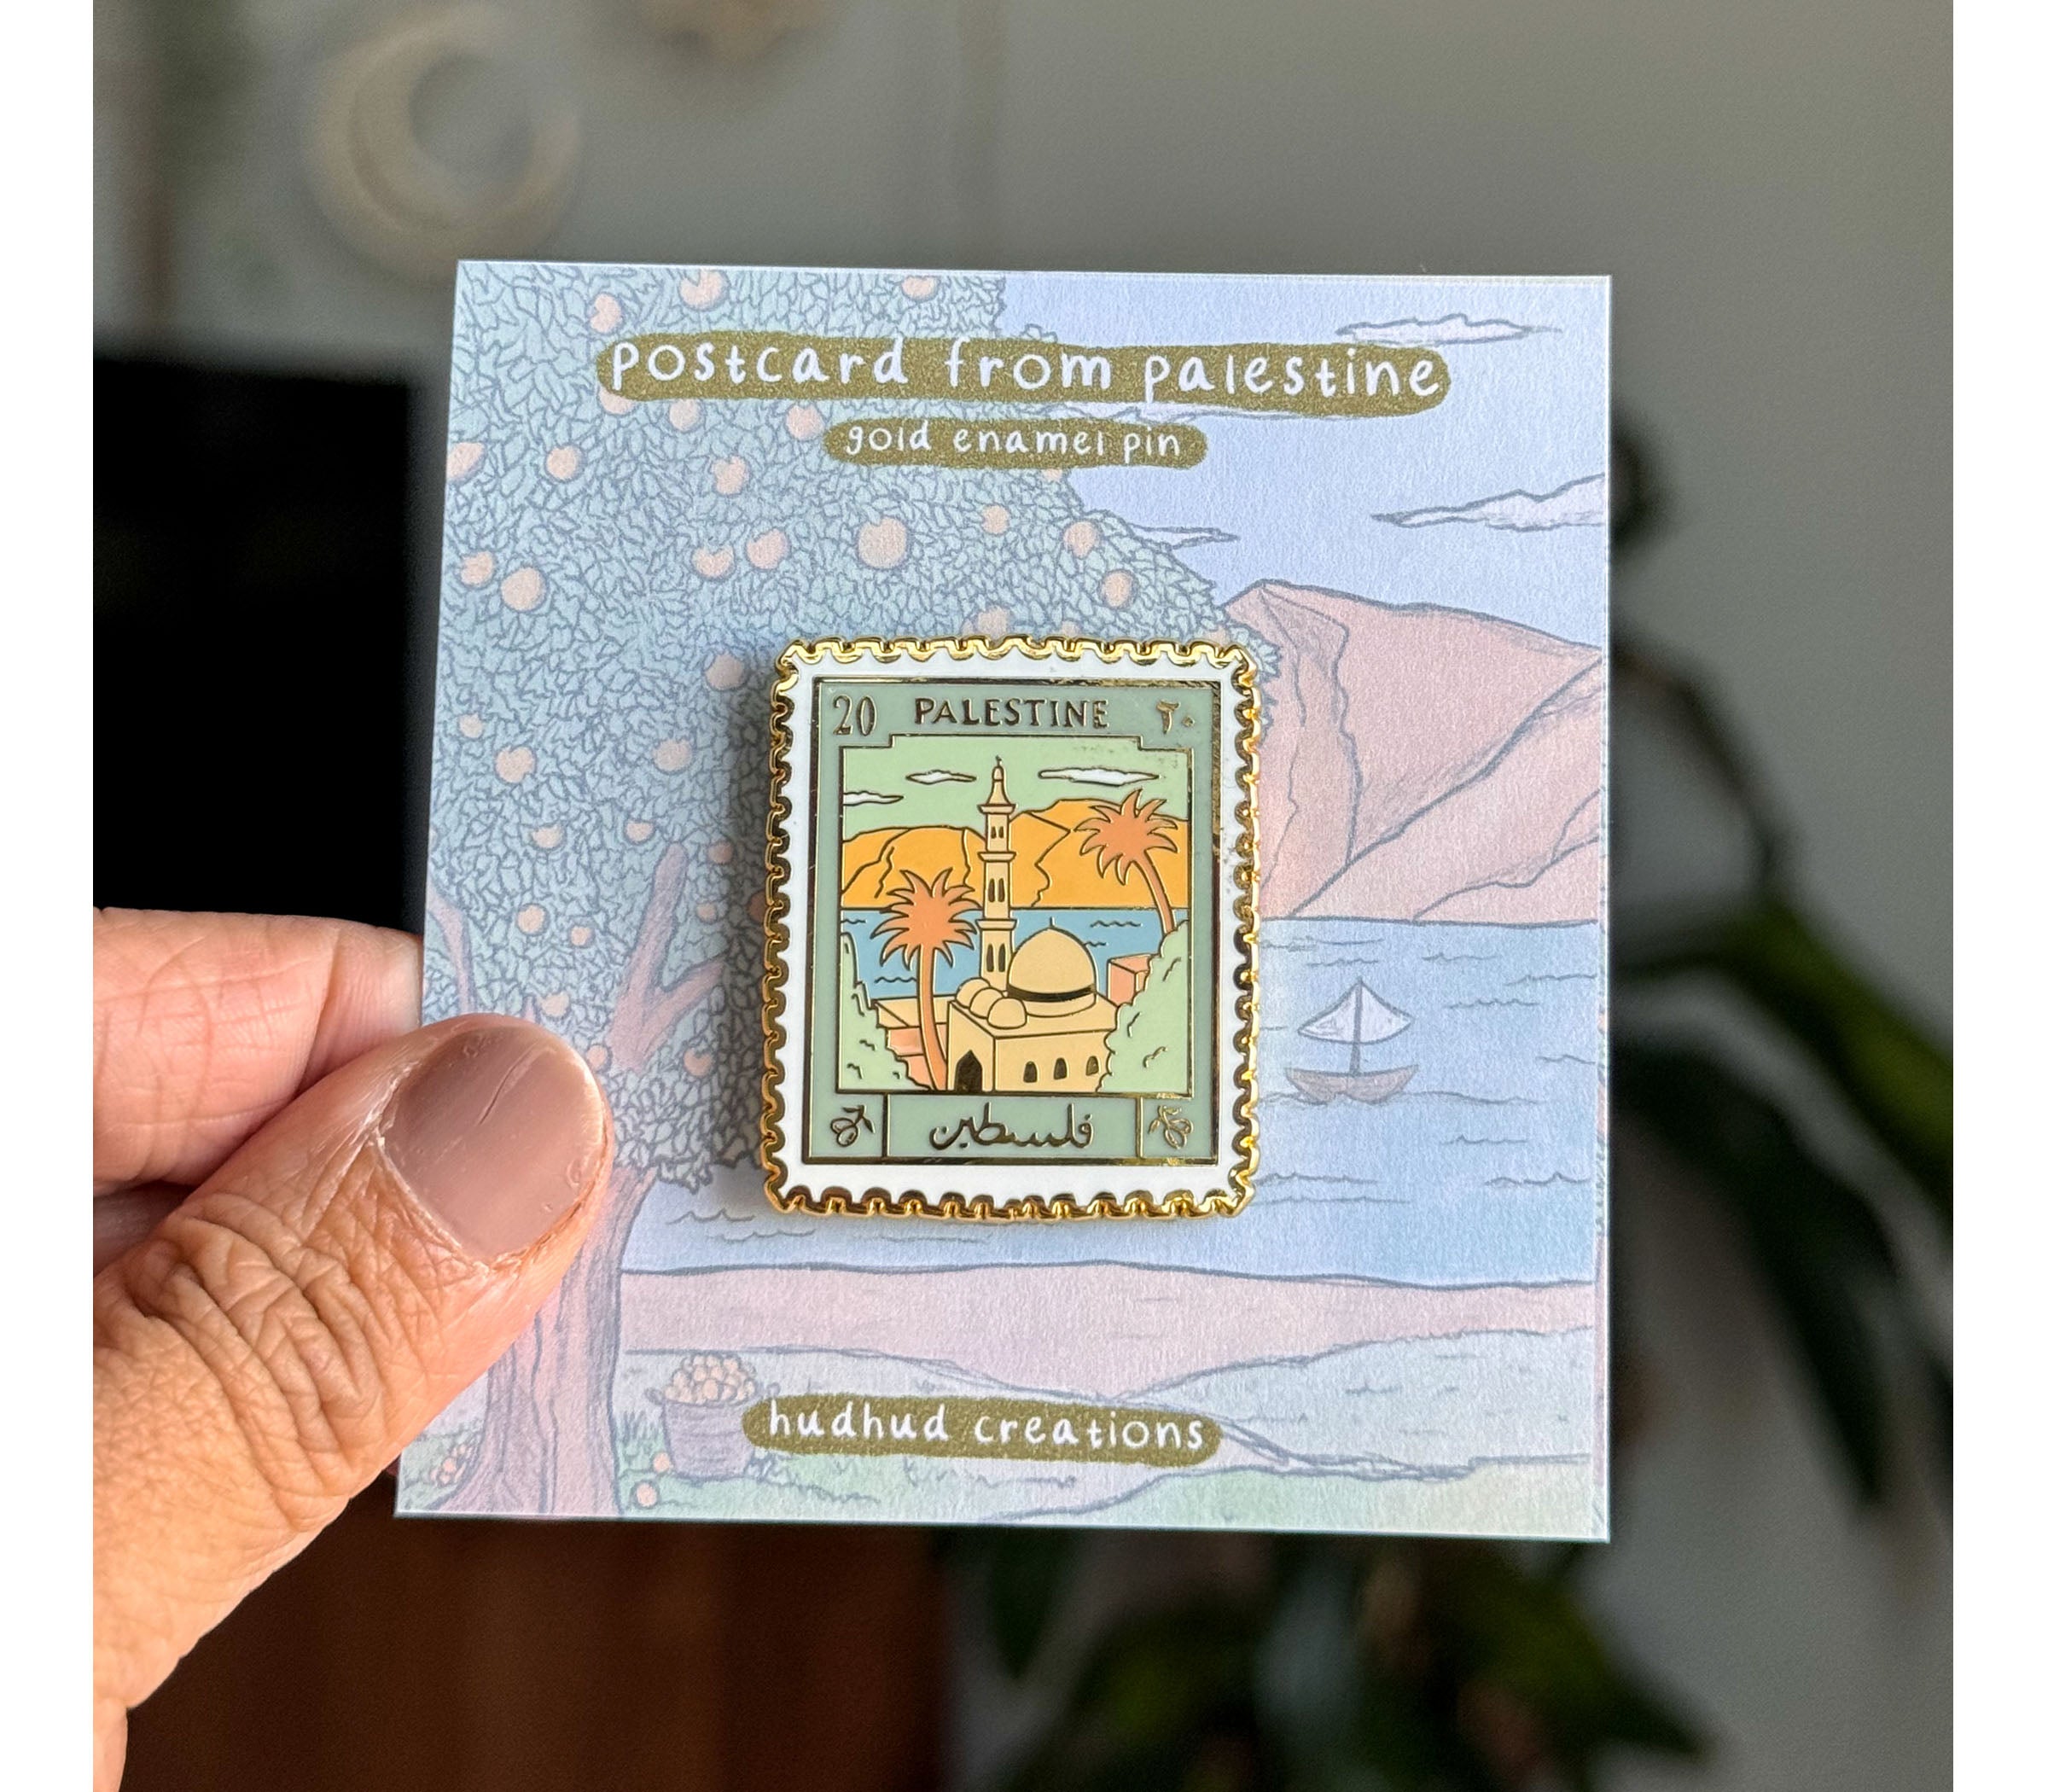 postcard from palestine
gold enamel pin
20 PALESTINE ٢٠
فلسطين
hudhud creations